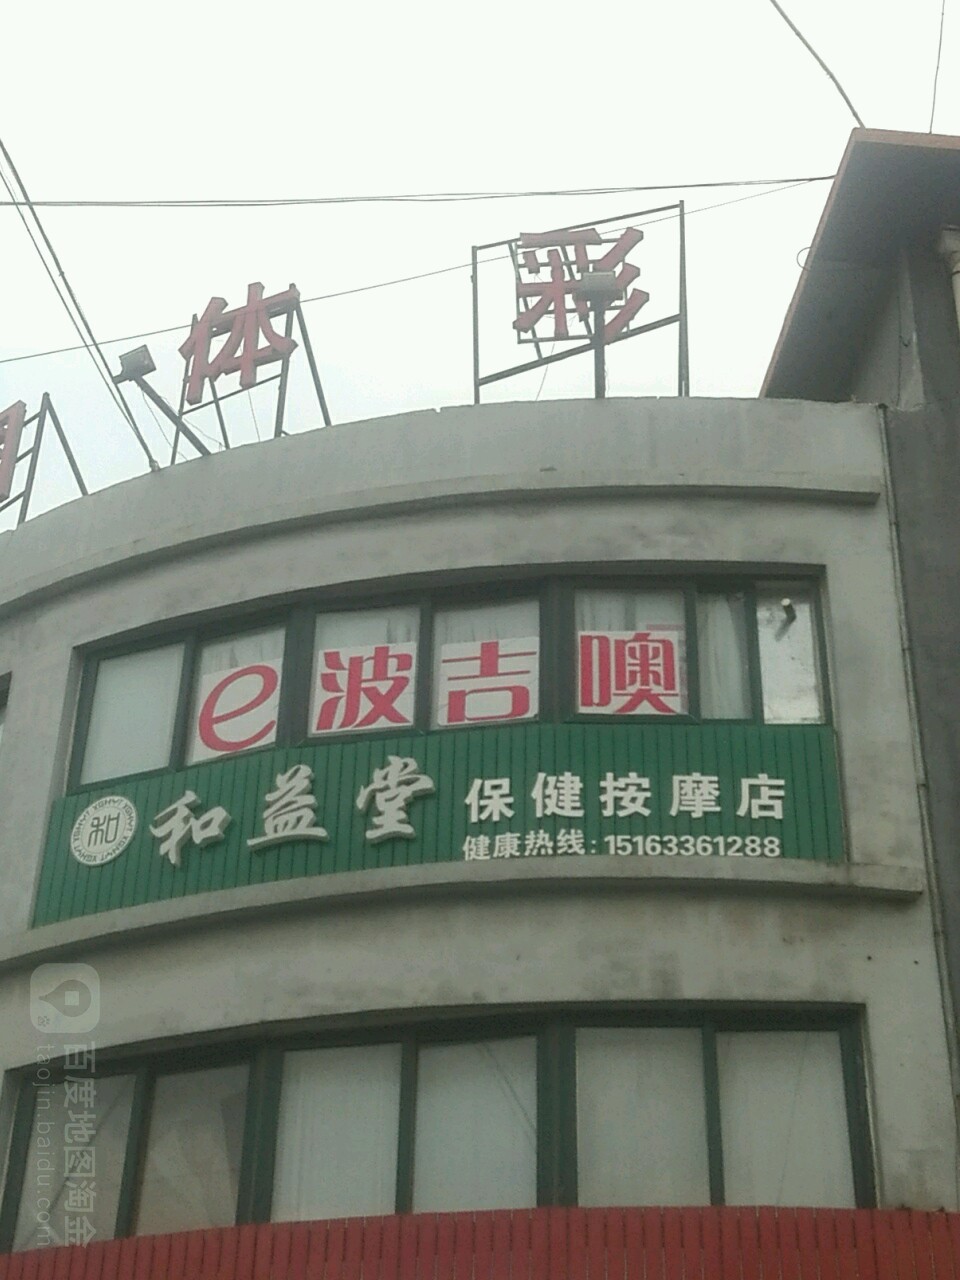 体 彩
e波吉噢
和益堂 保健按摩店
健康热线:15163361288
和
百度地图淘金
taojin.baidu.com